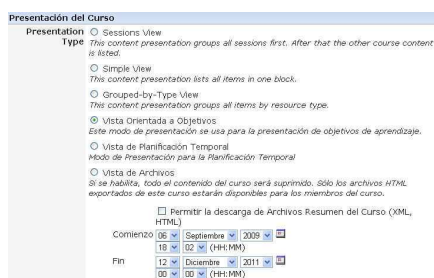 Presentación del Curso
Presentation Type
Sessions View
This content presentation groups all sessions first. After that the other course content is listed.
Simple View
This content presentation lists all items in one block.
Grouped-by-Type View
This content presentation groups all items by resource type.
Vista Orientada a Objetivos
Este modo de presentación se usa para la presentación de objetivos de aprendizaje.
Vista de Planificación Temporal
Modo de Presentación para la Planificación Temporal
Vista de Archivos
Si se habilita, todo el contenido del curso será suprimido. Sólo los archivos HTML
exportados de este curso estarán disponibles para los miembros del curso.
Permitir la descarga de Archivos Resumen del Curso (XML,
HTML)
Comienzo 06 Septiembre 2009
18 02 (HH:MM)
Fin 12 Diciembre 2011
00 00 (HH:MM)